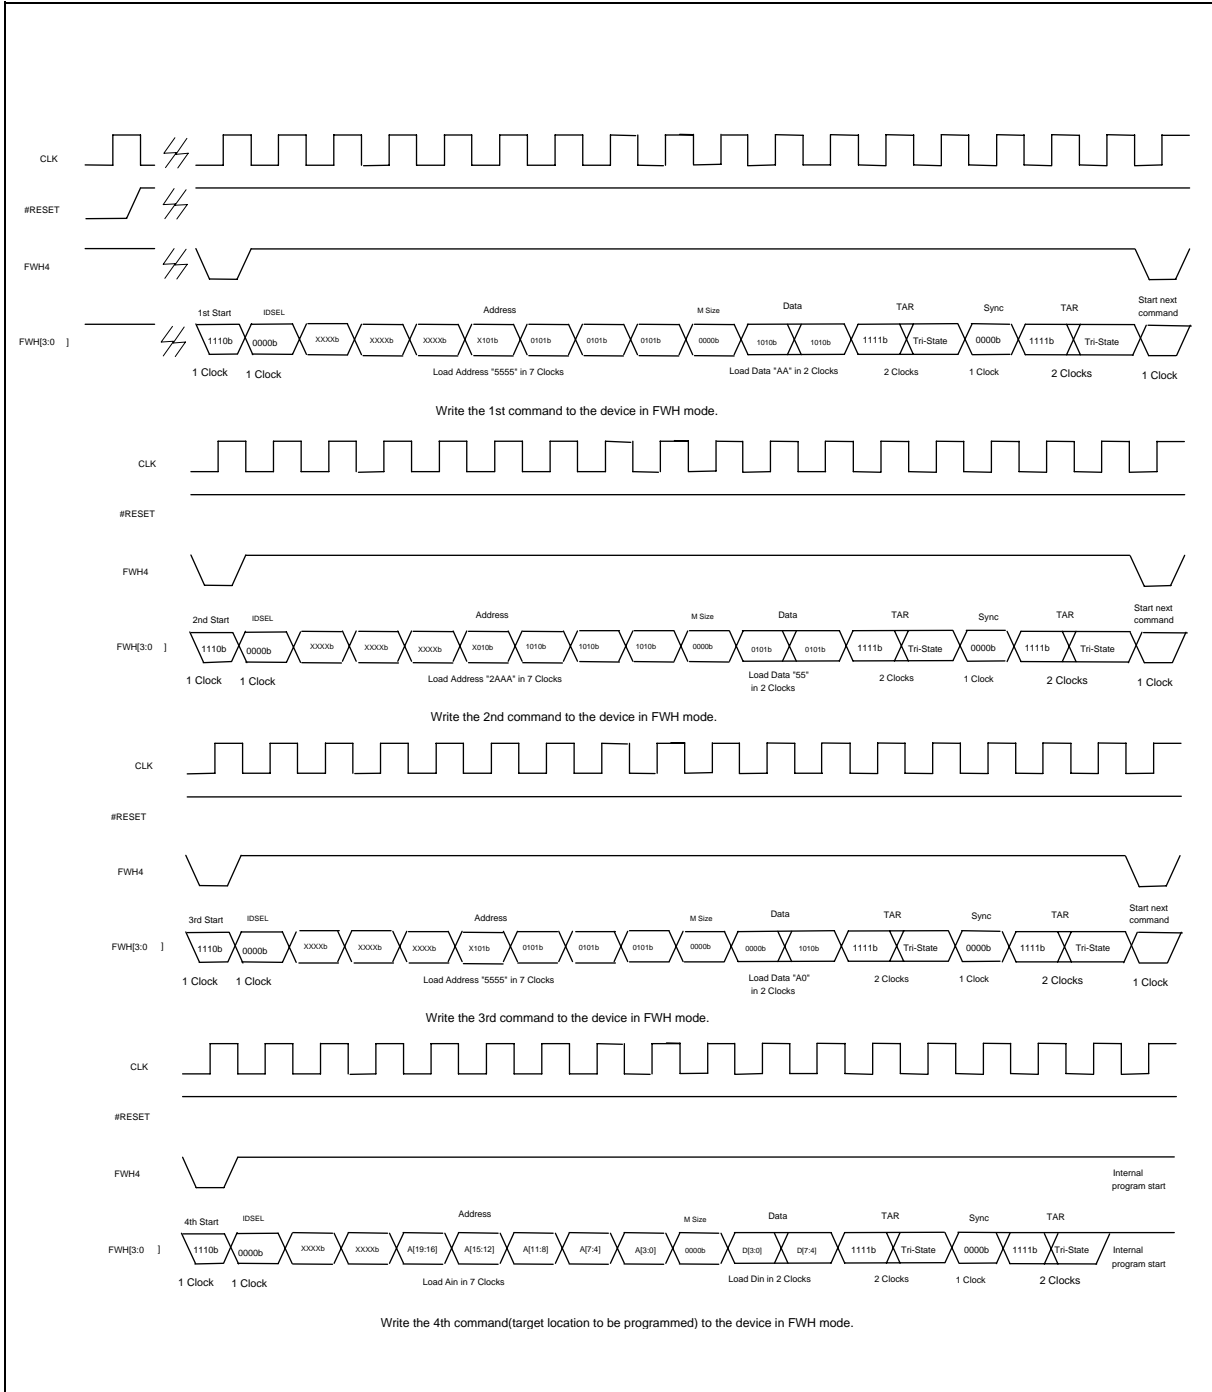 CLK
#RESET
FWH4
1st Start IDSEL Address M Size Data TAR Sync TAR Start next command
FWH[3:0 ] 1110b 0000b XXXXb XXXXb XXXXb X101b 0101b 0101b 0101b 0000b 1010b 1010b 1111b Tri-State 0000b 1111b Tri-State
1 Clock 1 Clock Load Address "5555" in 7 Clocks Load Data "AA" in 2 Clocks 2 Clocks 1 Clock 2 Clocks 1 Clock
Write the 1st command to the device in FWH mode.
CLK
#RESET
FWH4
2nd Start IDSEL Address M Size Data TAR Sync TAR Start next command
FWH[3:0 ] 1110b 0000b XXXXb XXXXb XXXXb X010b 1010b 1010b 1010b 0000b 0101b 0101b 1111b Tri-State 0000b 1111b Tri-State
1 Clock 1 Clock Load Address "2AAA" in 7 Clocks Load Data "55" in 2 Clocks 2 Clocks 1 Clock 2 Clocks 1 Clock
Write the 2nd command to the device in FWH mode.
CLK
#RESET
FWH4
3rd Start IDSEL Address M Size Data TAR Sync TAR Start next command
FWH[3:0 ] 1110b 0000b XXXXb XXXXb XXXXb X101b 0101b 0101b 0101b 0000b 0000b 1010b 1111b Tri-State 0000b 1111b Tri-State
1 Clock 1 Clock Load Address "5555" in 7 Clocks Load Data "A0" in 2 Clocks 2 Clocks 1 Clock 2 Clocks 1 Clock
Write the 3rd command to the device in FWH mode.
CLK
#RESET
FWH4 Internal program start
4th Start IDSEL Address M Size Data TAR Sync TAR
FWH[3:0 ] 1110b 0000b XXXXb XXXXb A[19:16] A[15:12] A[11:8] A[7:4] A[3:0] 0000b D[3:0] D[7:4] 1111b Tri-State 0000b 1111b Tri-State Internal program start
1 Clock 1 Clock Load Ain in 7 Clocks Load Din in 2 Clocks 2 Clocks 1 Clock 2 Clocks
Write the 4th command(target location to be programmed) to the device in FWH mode.